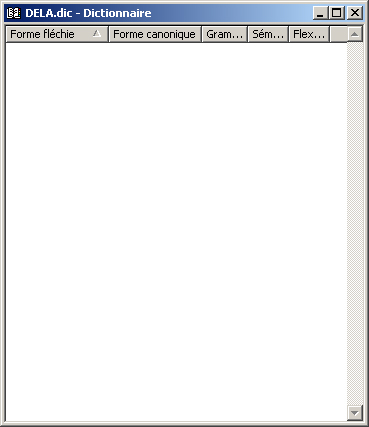 DELA.dic - Dictionnaire
Forme fléchie Forme canonique Gram... Sém... Flex...